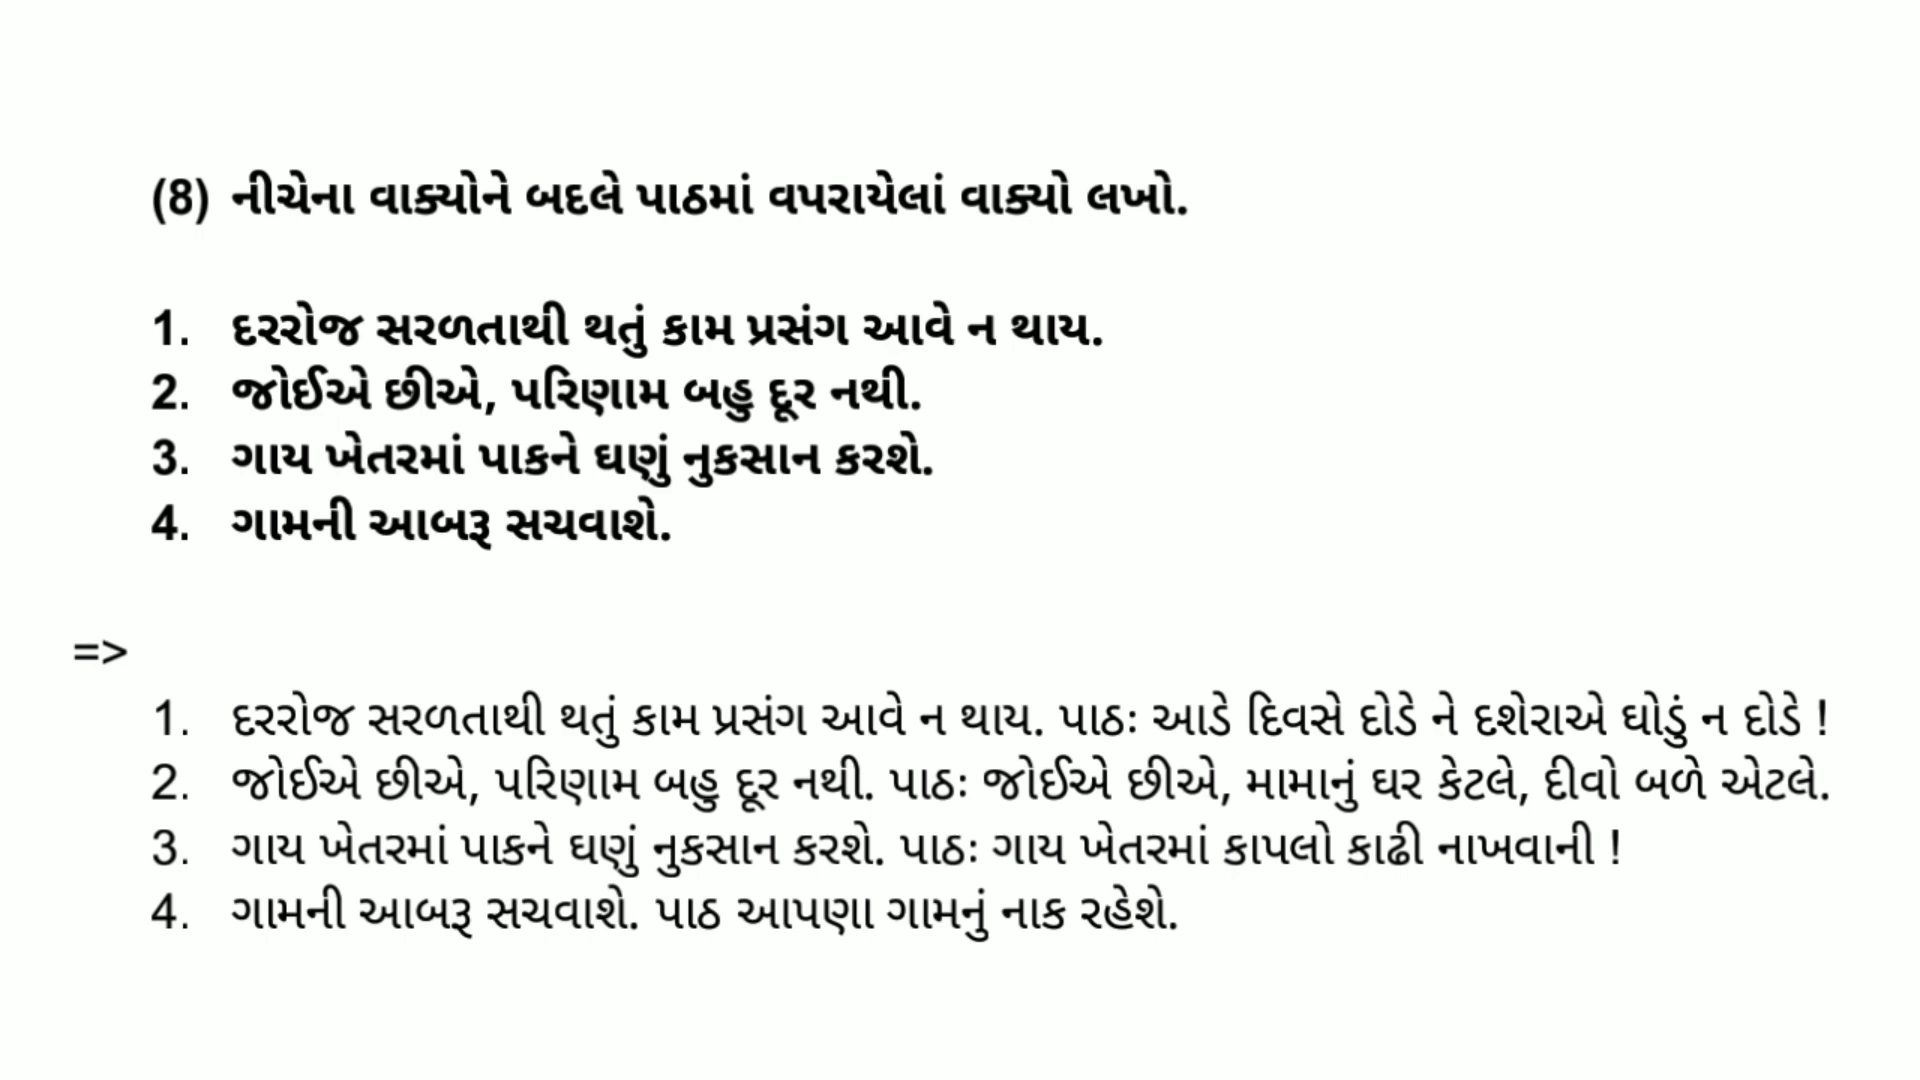 (8) નીચેના વાક્યોને બદલે પાઠમાં વપરાયેલાં વાક્યો લખો.
1. દરરોજ સરળતાથી થતું કામ પ્રસંગ આવે ન થાય.
2. જોઈએ છીએ, પરિણામ બહુ દૂર નથી.
3. ગાય ખેતરમાં પાકને ઘણું નુકસાન કરશે.
4. ગામની આબરૂ સચવાશે.
=>
1. દરરોજ સરળતાથી થતું કામ પ્રસંગ આવે ન થાય. પાઠઃ આડે દિવસે દોડે ને દશેરાએ ઘોડું ન દોડે !
2. જોઈએ છીએ, પરિણામ બહુ દૂર નથી. પાઠઃ જોઈએ છીએ, મામાનું ઘર કેટલે, દીવો બળે એટલે.
3. ગાય ખેતરમાં પાકને ઘણું નુકસાન કરશે. પાઠઃ ગાય ખેતરમાં કાપલો કાઢી નાખવાની !
4. ગામની આબરૂ સચવાશે. પાઠ આપણા ગામનું નાક રહેશે.